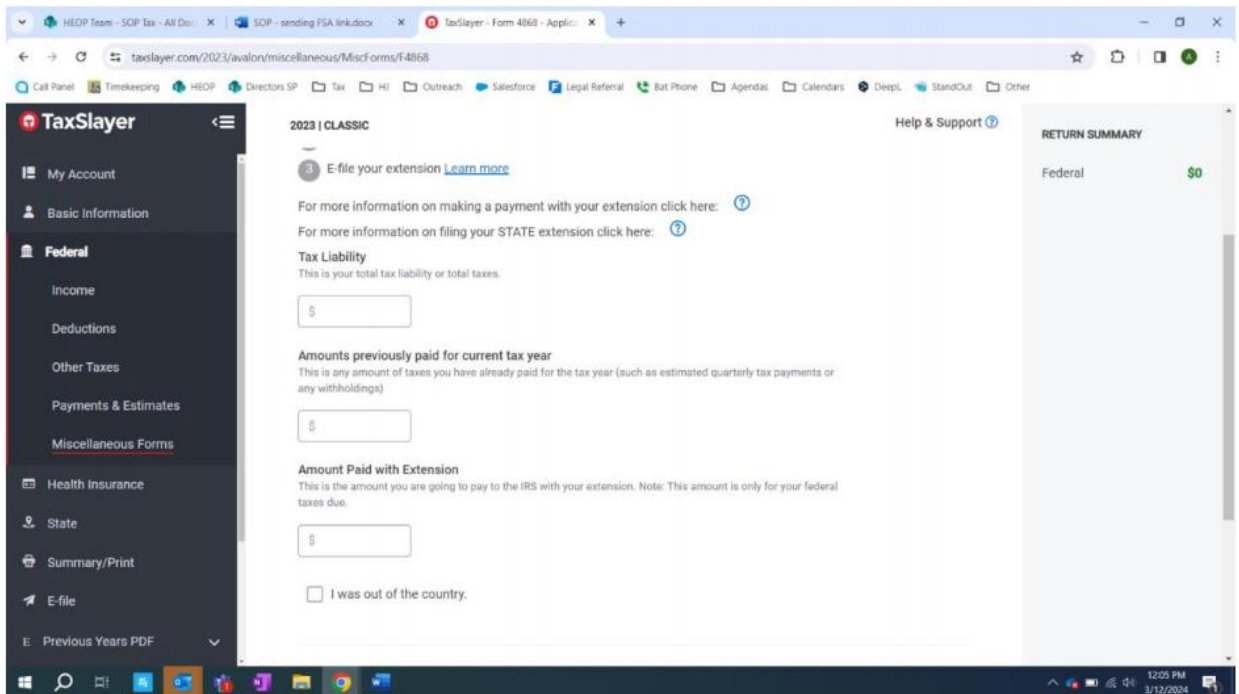 HEOP Team - SOP Tax - All Doc
SOP - sending FSA link.docx
TaxSlayer - Form 4868 - Applic
taxslayer.com/2023/avalon/miscellaneous/MiscForms/F4868
Call Panel Timekeeping HEOP Directors SP Tax HJ Outreach Salesforce Legal Referral Bat Phone Agendas Calendars DeepL StandOut Other
TaxSlayer
2023 | CLASSIC
Help & Support
RETURN SUMMARY
Federal $0
My Account
Basic Information
Federal
Income
Deductions
Other Taxes
Payments & Estimates
Miscellaneous Forms
Health Insurance
State
Summary/Print
E-file
E Previous Years PDF
3 E-file your extension Learn more
For more information on making a payment with your extension click here:
For more information on filing your STATE extension click here:
Tax Liability
This is your total tax liability or total taxes.
$
Amounts previously paid for current tax year
This is any amount of taxes you have already paid for the tax year (such as estimated quarterly tax payments or
any withholdings)
$
Amount Paid with Extension
This is the amount you are going to pay to the IRS with your extension. Note: This amount is only for your federal
taxes due.
$
I was out of the country.
12:05 PM
3/12/2024